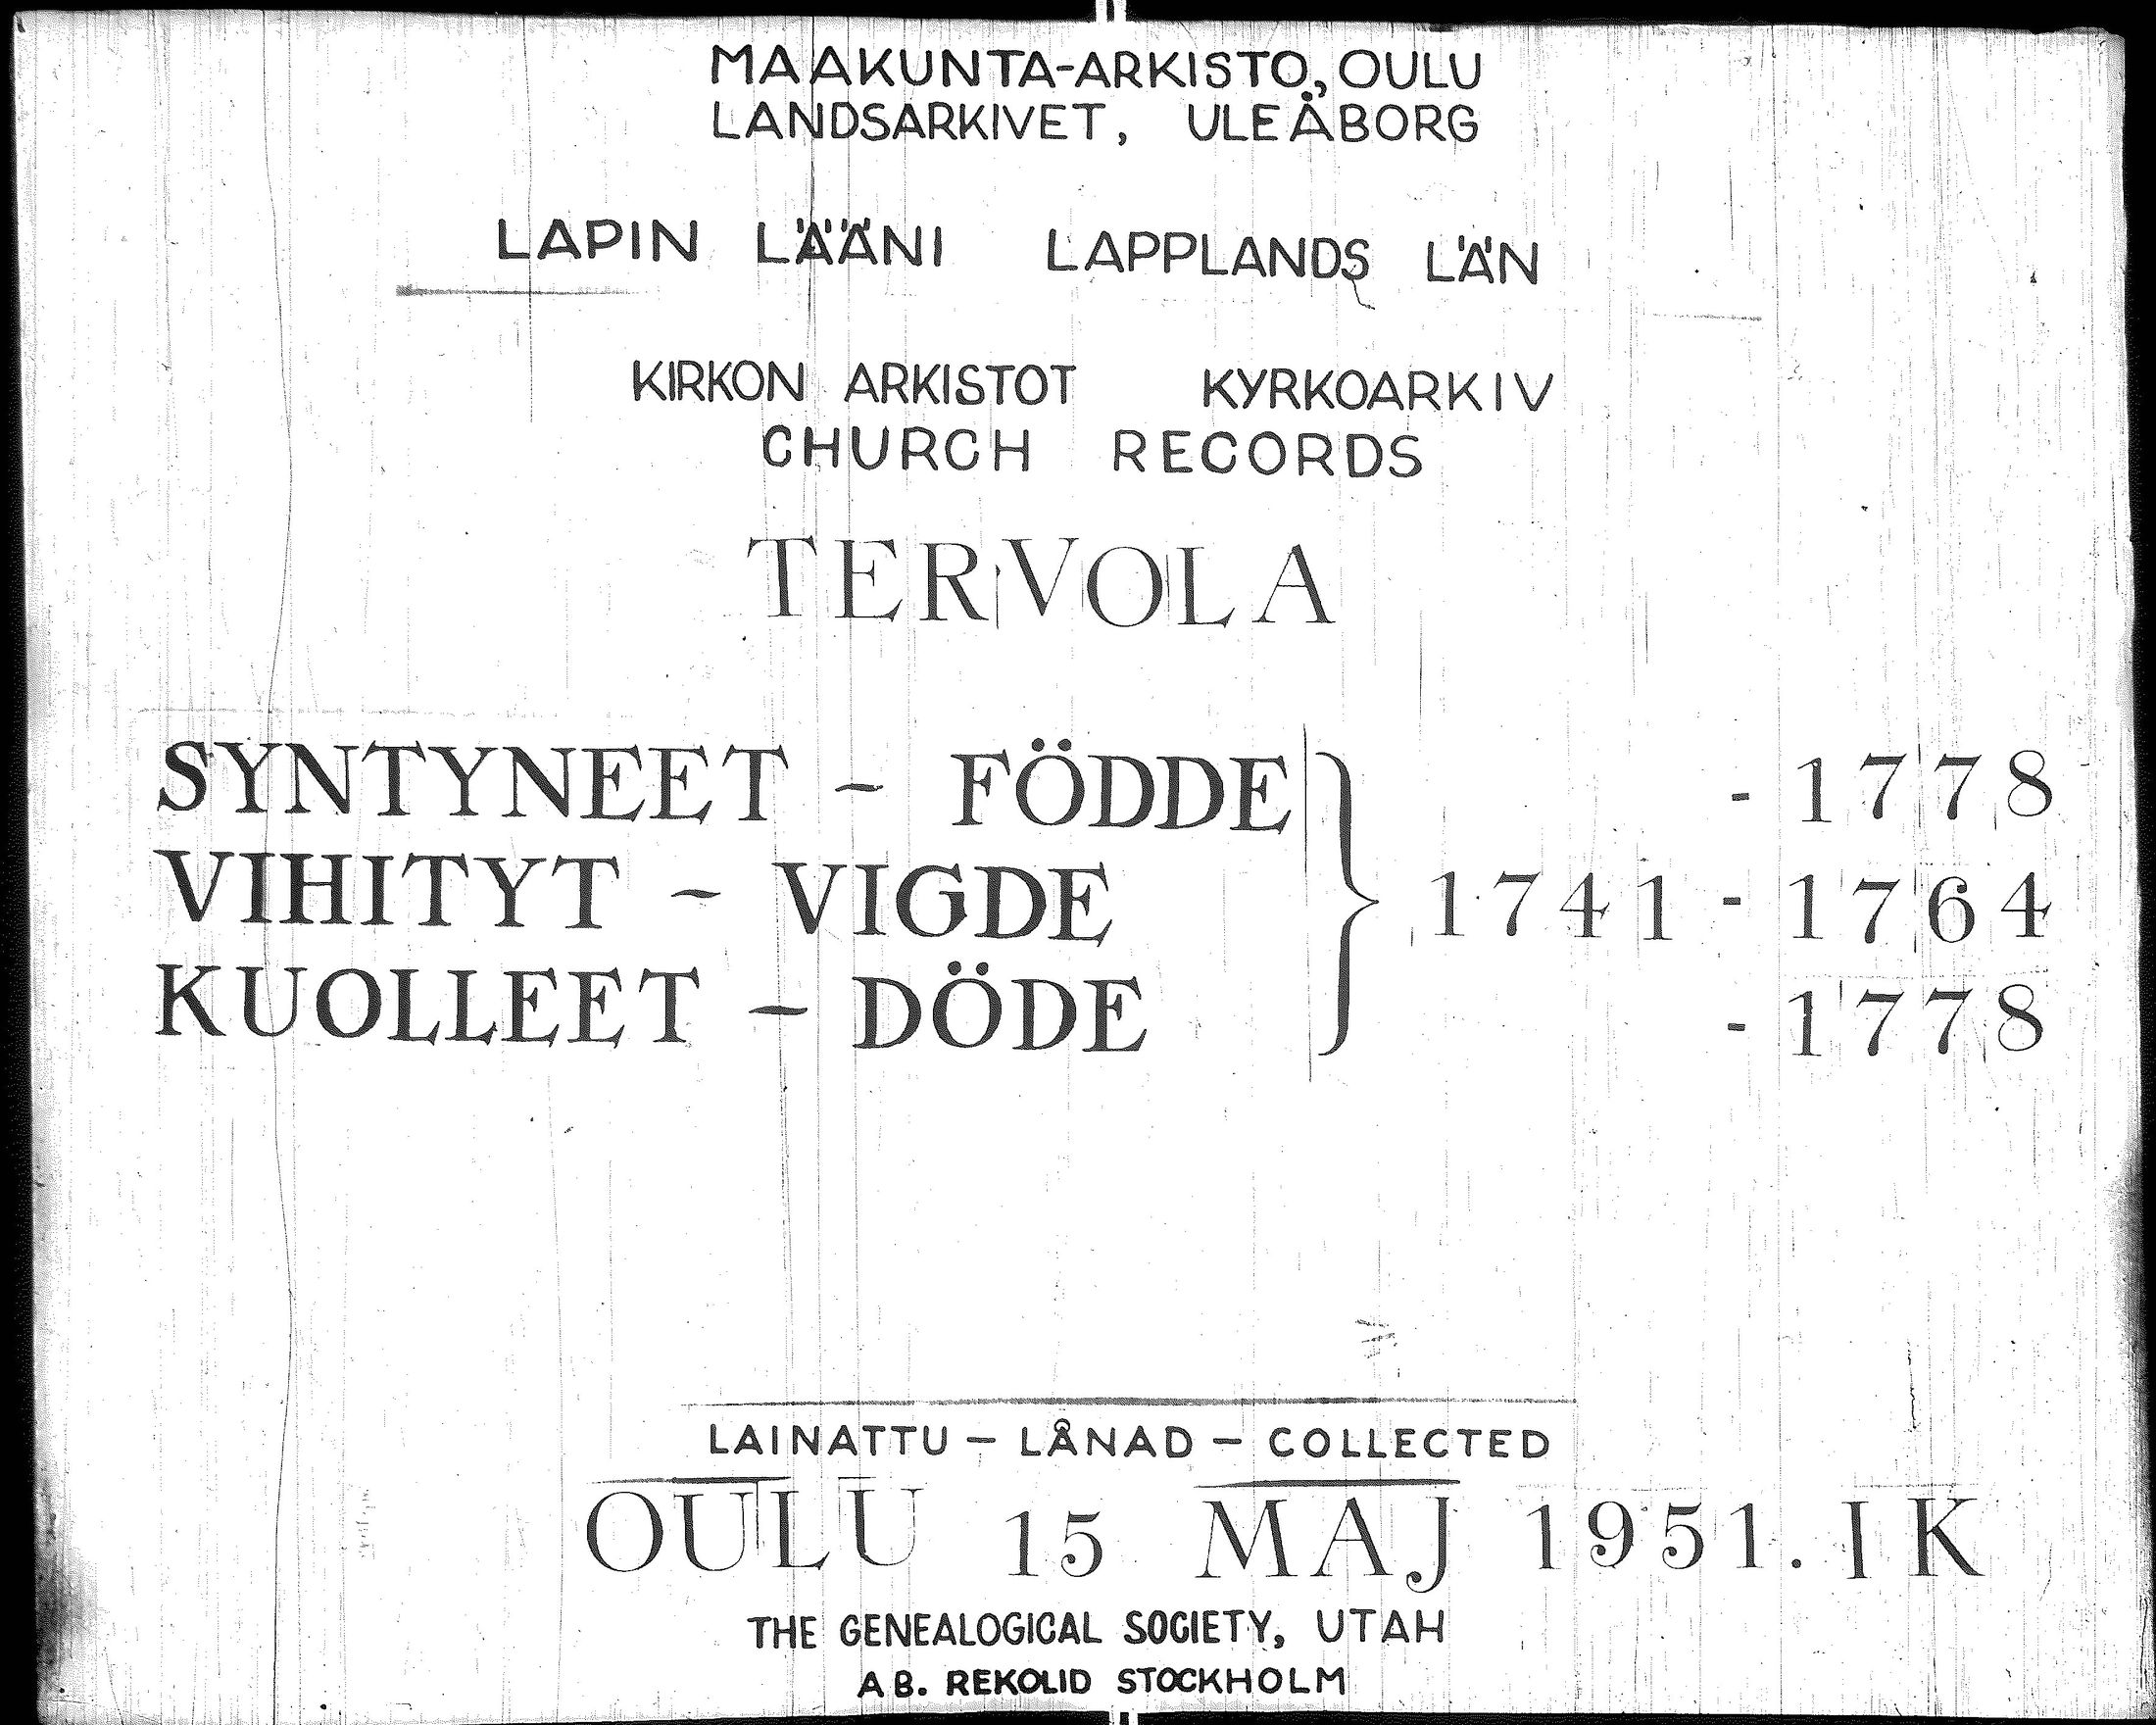 MAAKUNTA-ARKISTO, OULU
LANDSARKIVET, ULEÅBORG
LAPIN LÄÄNI LAPPLANDS LÄN
KIRKON ARKISTOT KYRKOARKIV
CHURCH RECORDS
TERVOLA
SYNTYNEET - FÖDDE - 1778
VIHITYT - VIGDE } 1741 - 1764
KUOLLEET - DÖDE - 1778
LAINATTU - LÅNAD - COLLECTED
OULU 15 MAJ 1951. IK
THE GENEALOGICAL SOCIETY, UTAH
AB. REKOLID STOCKHOLM